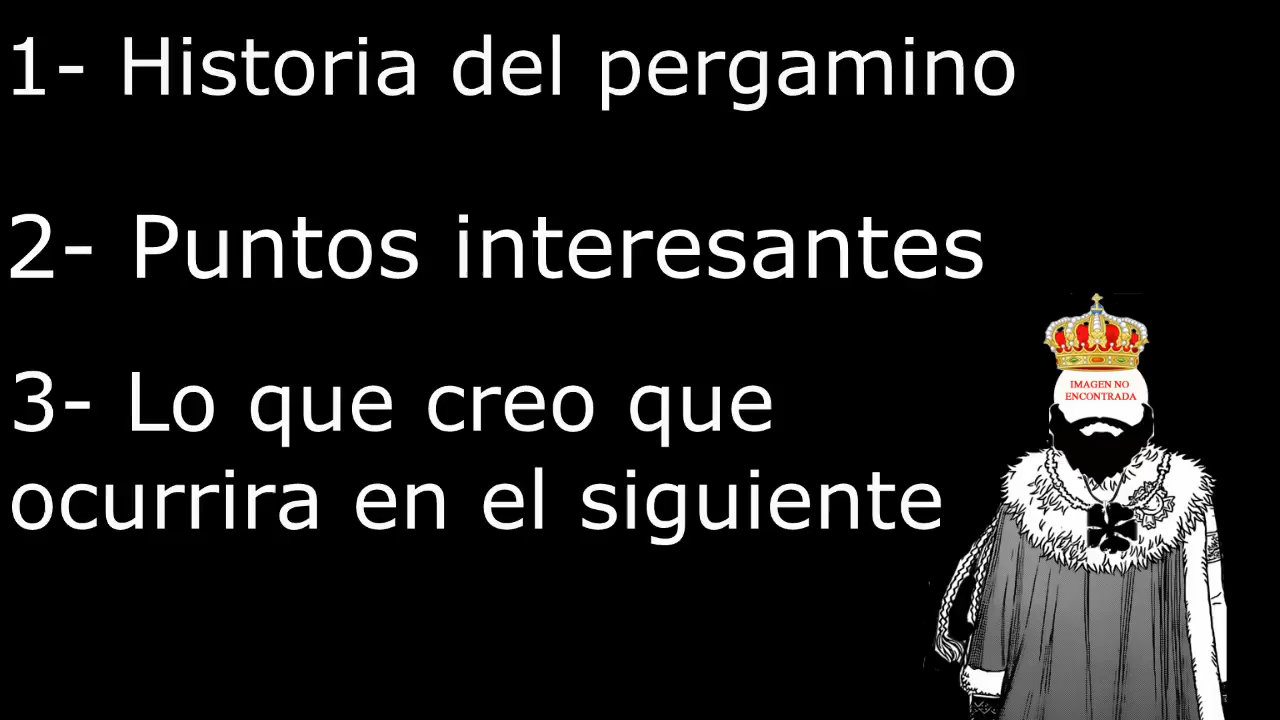 1- Historia del pergamino
2- Puntos interesantes
3- Lo que creo que
ocurrira en el siguiente
IMAGEN NO
ENCONTRADA